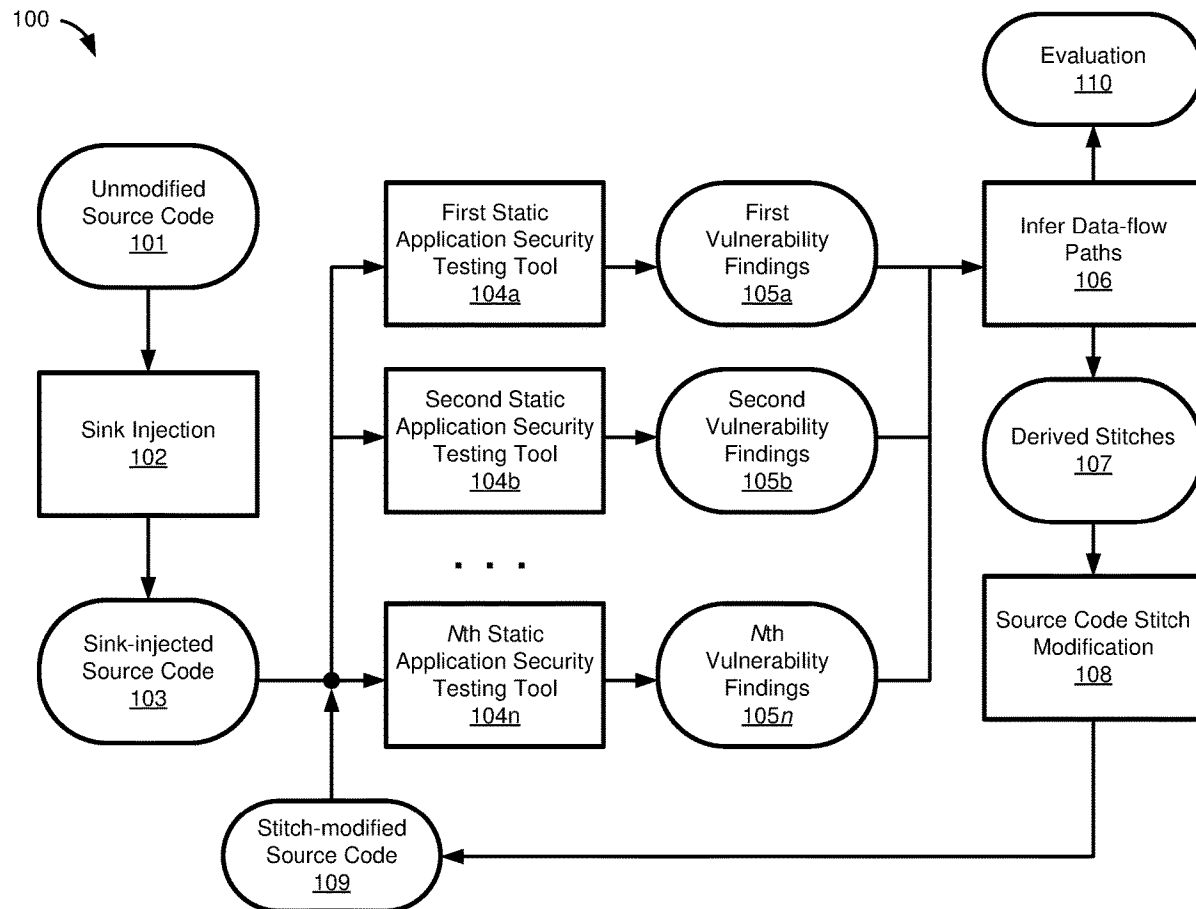 100
Evaluation
110
Unmodified
Source Code
101
First Static
Application Security
Testing Tool
104a
First
Vulnerability
Findings
105a
Infer Data-flow
Paths
106
Sink Injection
102
Second Static
Application Security
Testing Tool
104b
Second
Vulnerability
Findings
105b
Derived Stitches
107
. . .
Sink-injected
Source Code
103
Nth Static
Application Security
Testing Tool
104n
Nth
Vulnerability
Findings
105n
Source Code Stitch
Modification
108
Stitch-modified
Source Code
109